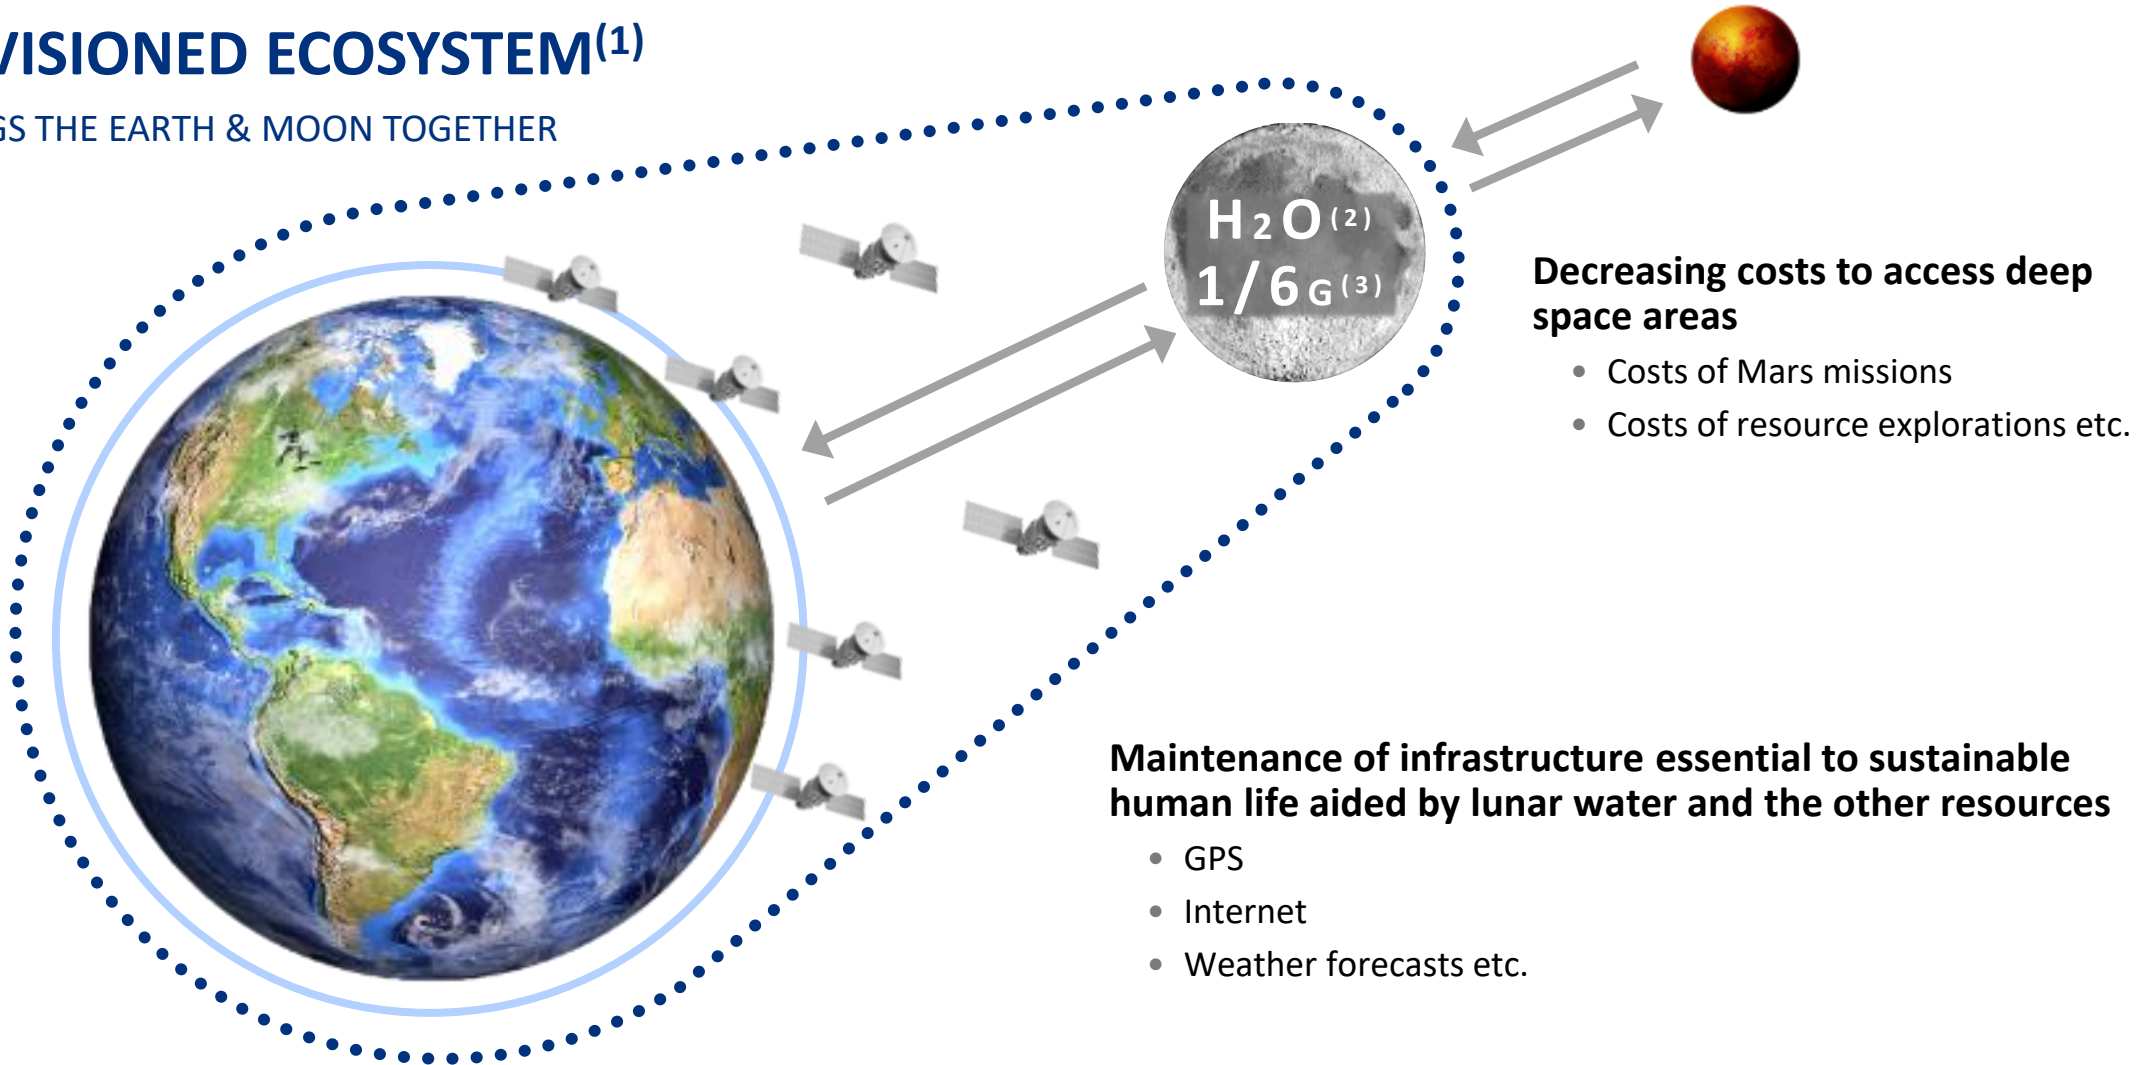 VISIONED ECOSYSTEM(1)
GS THE EARTH & MOON TOGETHER
H2O(2)
1/6G(3)
Decreasing costs to access deep
space areas
• Costs of Mars missions
• Costs of resource explorations etc.
Maintenance of infrastructure essential to sustainable
human life aided by lunar water and the other resources
• GPS
• Internet
• Weather forecasts etc.